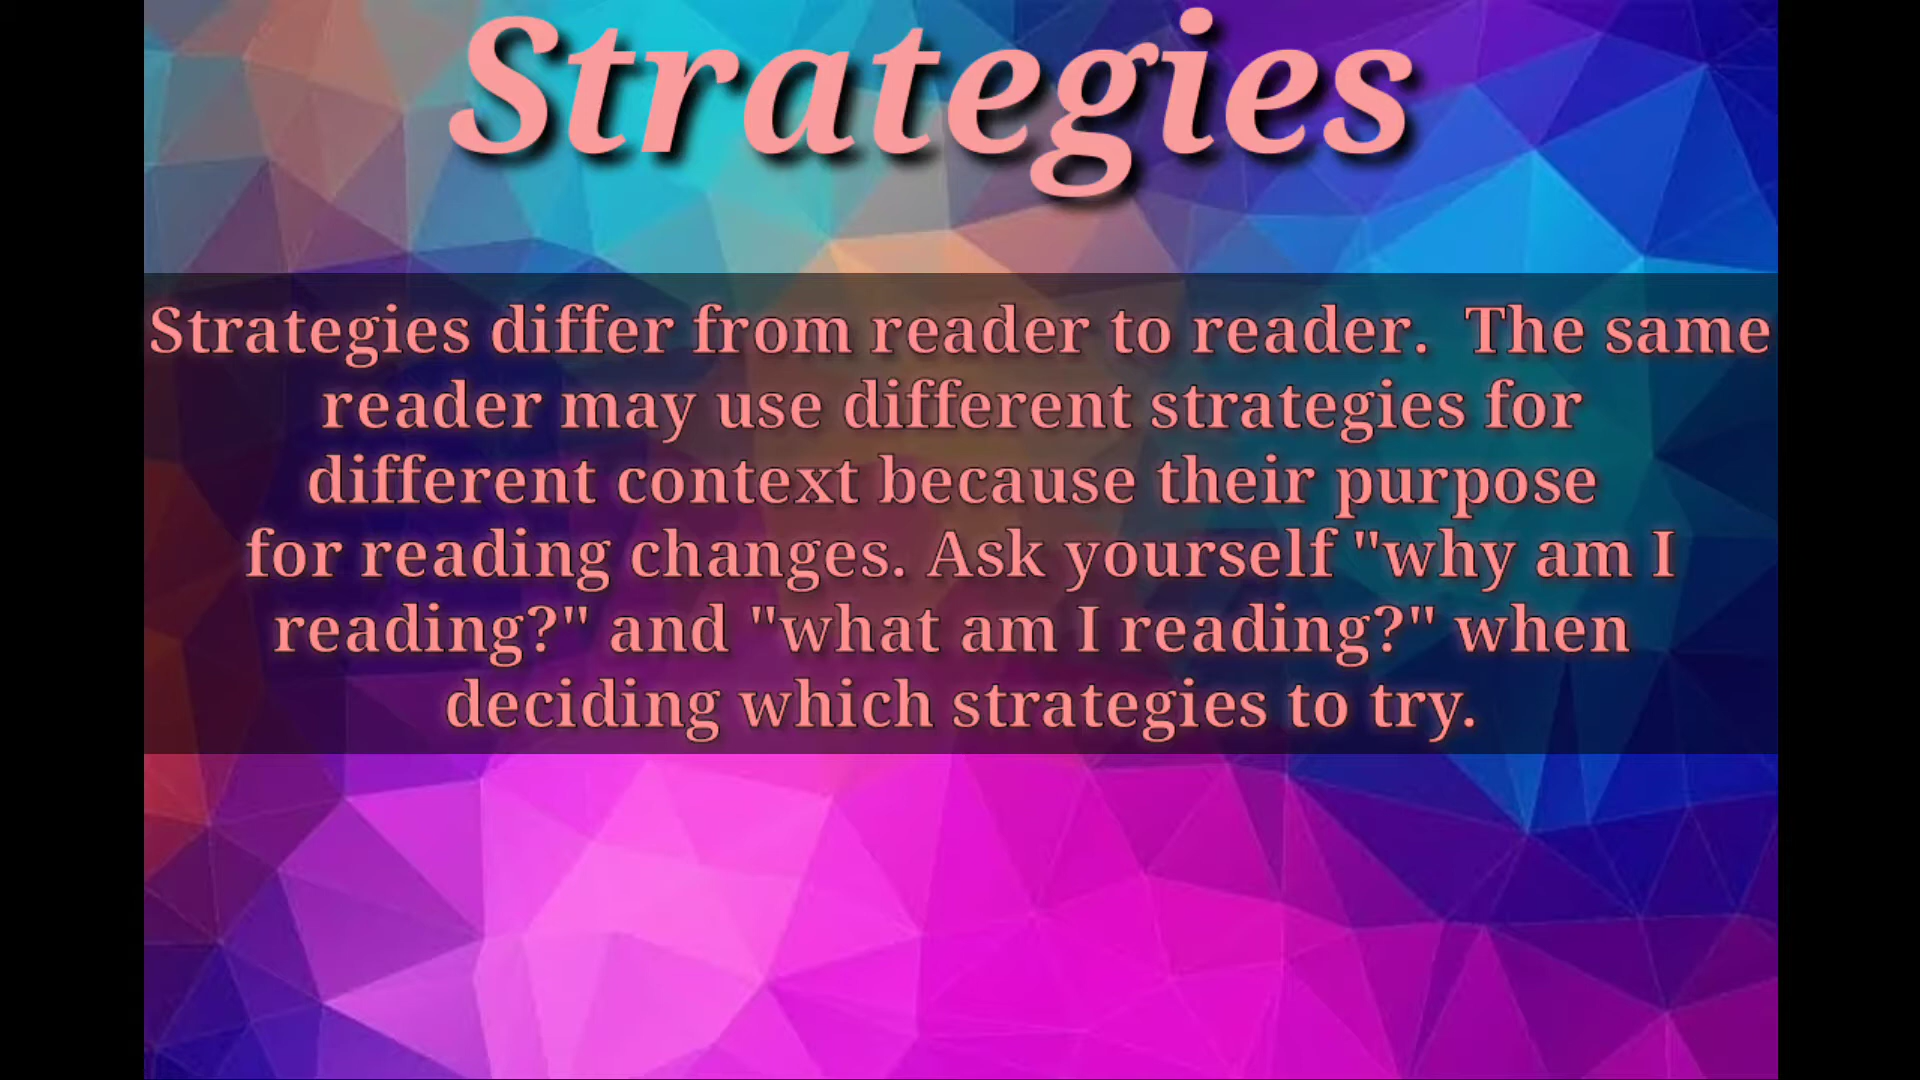 Strategies
Strategies differ from reader to reader.  The same
reader may use different strategies for
different context because their purpose
for reading changes. Ask yourself "why am I
reading?" and "what am I reading?" when
deciding which strategies to try.